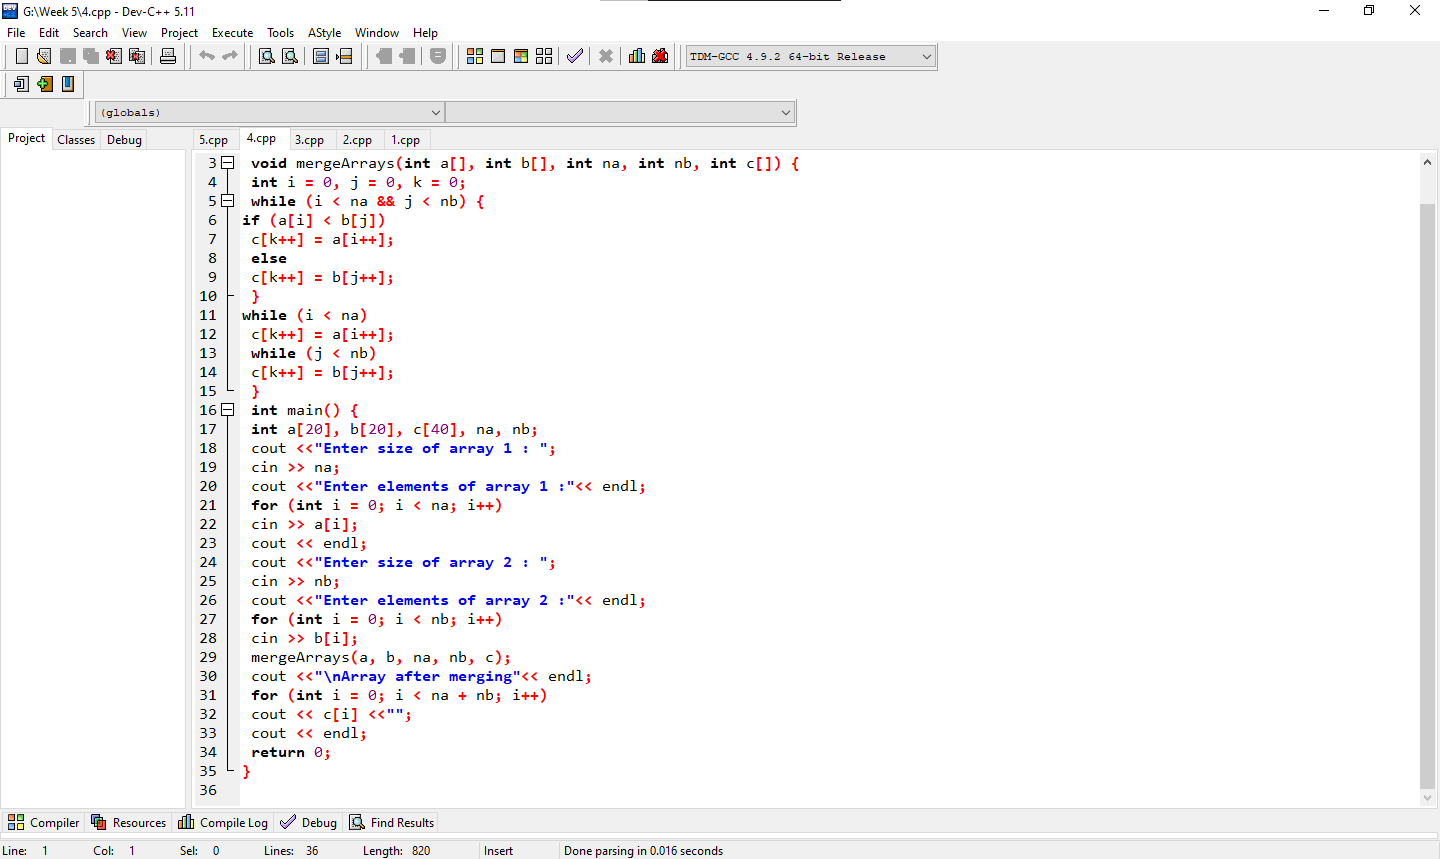 G:\Week 5\4.cpp - Dev-C++ 5.11
File Edit Search View Project Execute Tools AStyle Window Help
TDM-GCC 4.9.2 64-bit Release
(globals)
Project Classes Debug 5.cpp 4.cpp 3.cpp 2.cpp 1.cpp
3 void mergeArrays(int a[], int b[], int na, int nb, int c[]) {
4 int i = 0, j = 0, k = 0;
5 while (i < na && j < nb) {
6 if (a[i] < b[j])
7 c[k++] = a[i++];
8 else
9 c[k++] = b[j++];
10 }
11 while (i < na)
12 c[k++] = a[i++];
13 while (j < nb)
14 c[k++] = b[j++];
15 }
16 int main() {
17 int a[20], b[20], c[40], na, nb;
18 cout <<"Enter size of array 1 : ";
19 cin >> na;
20 cout <<"Enter elements of array 1 :"<< endl;
21 for (int i = 0; i < na; i++)
22 cin >> a[i];
23 cout << endl;
24 cout <<"Enter size of array 2 : ";
25 cin >> nb;
26 cout <<"Enter elements of array 2 :"<< endl;
27 for (int i = 0; i < nb; i++)
28 cin >> b[i];
29 mergeArrays(a, b, na, nb, c);
30 cout <<"\nArray after merging"<< endl;
31 for (int i = 0; i < na + nb; i++)
32 cout << c[i] <<"";
33 cout << endl;
34 return 0;
35 }
36
Compiler Resources Compile Log Debug Find Results
Line: 1 Col: 1 Sel: 0 Lines: 36 Length: 820 Insert Done parsing in 0.016 seconds